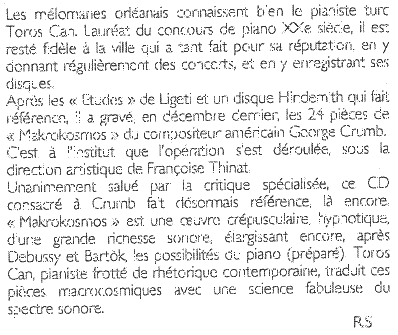 Les mélomanes orléanais connaissent bien le pianiste turc
Toros Can. Lauréat du concours de piano XXe siècle, il est
resté fidèle à la ville qui a tant fait pour sa réputation, en y
donnant régulièrement des concerts, et en y enregistrant ses
disques.
Après les « Etudes » de Ligeti et un disque Hindemith qui fait
référence, il a gravé, en décembre dernier, les 24 pièces de
« Makrokosmos » du compositeur américain George Crumb.
C'est à l'institut que l'opération s'est déroulée, sous la
direction artistique de Françoise Thinat.
Unanimement salué par la critique spécialisée, ce CD
consacré à Crumb fait désormais référence, là encore.
« Makrokosmos » est une œuvre crépusculaire, hypnotique,
d'une grande richesse sonore, élargissant encore, après
Debussy et Bartók, les possibilités du piano (préparé). Toros
Can, pianiste frotté de rhétorique contemporaine, traduit ces
pièces macrocosmiques avec une science fabuleuse du
spectre sonore.
R.S